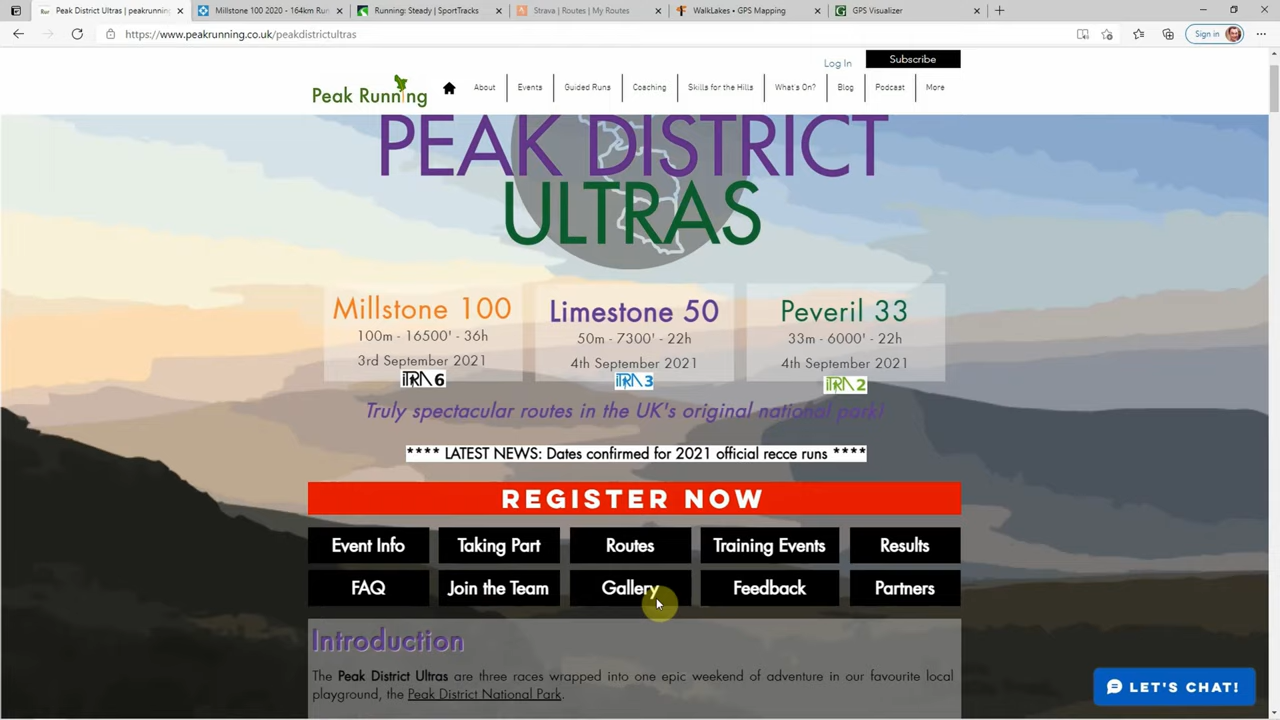 Peak District Ultras | peakrunning
Millstone 100 2020 - 164km Run
Running: Steady | SportTracks
Strava | Routes | My Routes
WalkLakes • GPS Mapping
GPS Visualizer
https://www.peakrunning.co.uk/peakdistrictultras
Sign in
Log In
Subscribe
Peak Running
About
Events
Guided Runs
Coaching
Skills for the Hills
What's On?
Blog
Podcast
More
PEAK DISTRICT
ULTRAS
Millstone 100
100m - 16500' - 36h
3rd September 2021
iTRA 6
Limestone 50
50m - 7300' - 22h
4th September 2021
iTRA 3
Peveril 33
33m - 6000' - 22h
4th September 2021
iTRA 2
Truly spectacular routes in the UK's original national park!
**** LATEST NEWS: Dates confirmed for 2021 official recce runs ****
REGISTER NOW
Event Info
Taking Part
Routes
Training Events
Results
FAQ
Join the Team
Gallery
Feedback
Partners
Introduction
The Peak District Ultras are three races wrapped into one epic weekend of adventure in our favourite local
playground, the Peak District National Park.
LET'S CHAT!